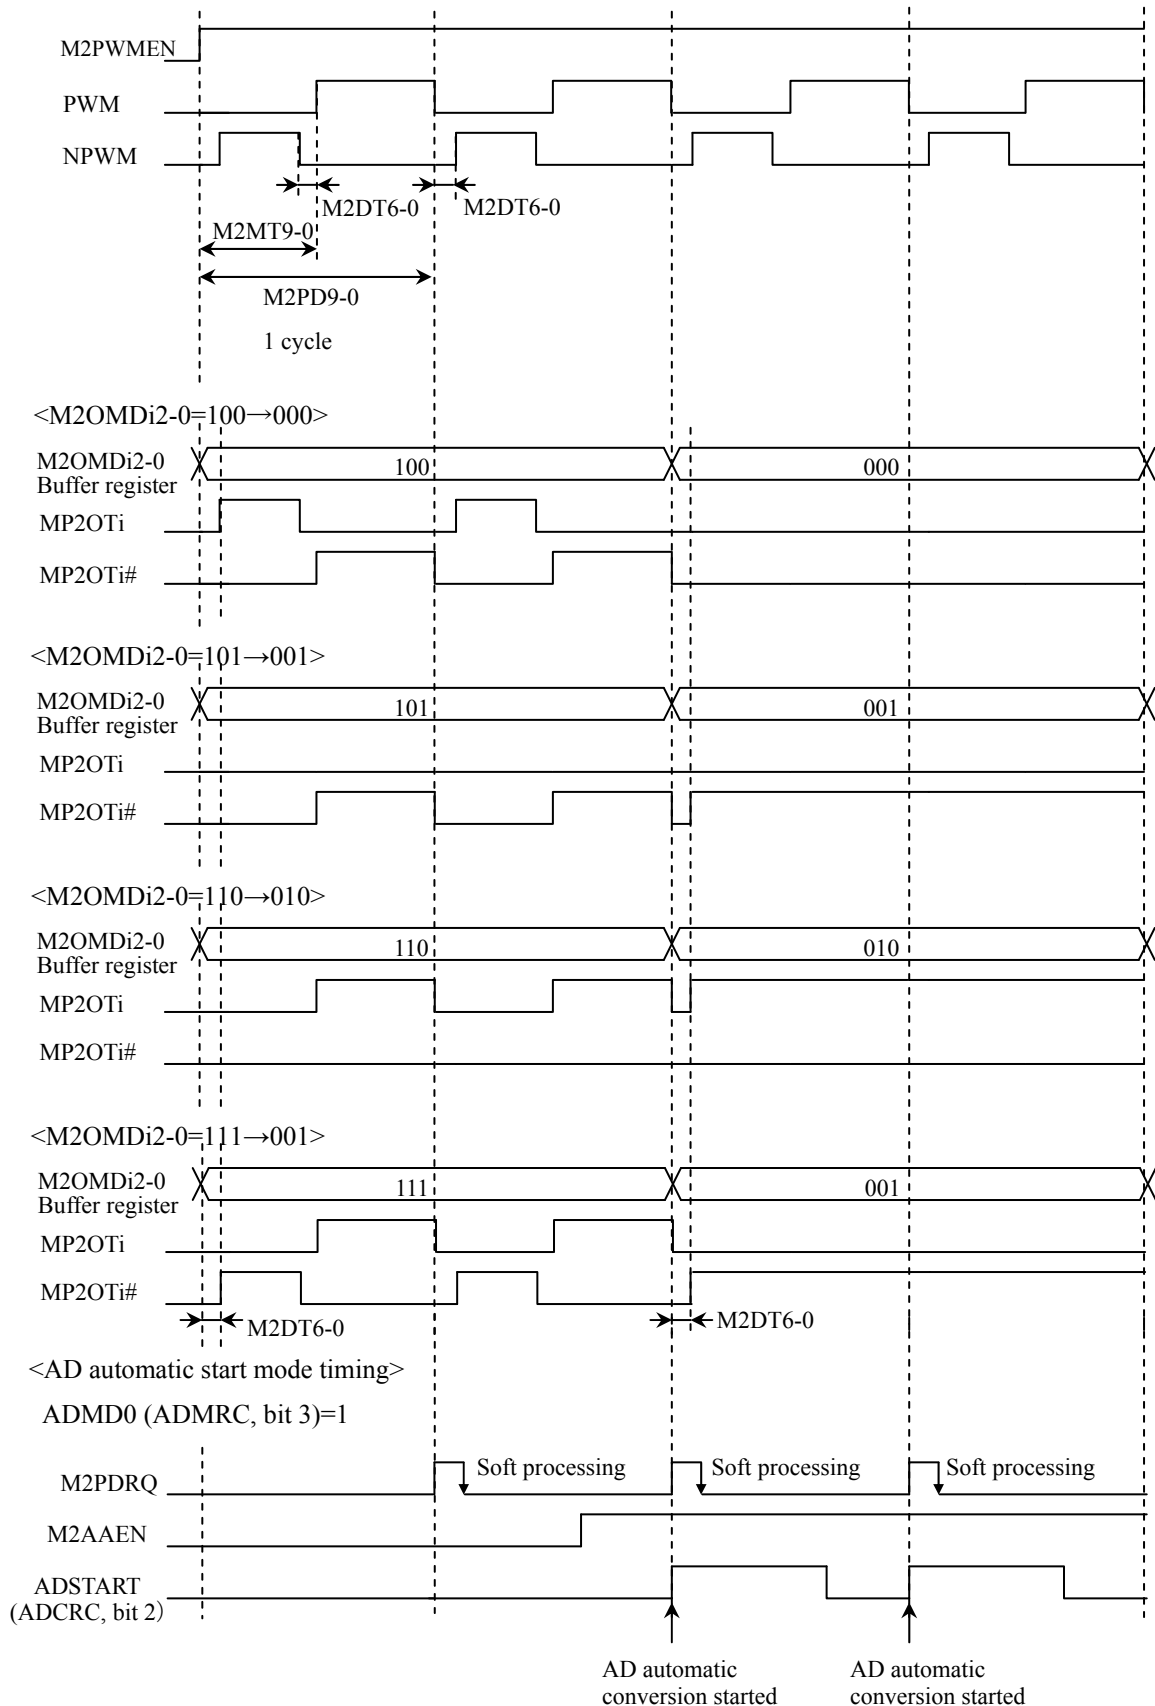 M2PWMEN
PWM
NPWM
M2DT6-0
M2DT6-0
M2MT9-0
M2PD9-0
1 cycle
<M2OMDi2-0=100→000>
M2OMDi2-0
Buffer register
100
000
MP2OTi
MP2OTi#
<M2OMDi2-0=101→001>
M2OMDi2-0
Buffer register
101
001
MP2OTi
MP2OTi#
<M2OMDi2-0=110→010>
M2OMDi2-0
Buffer register
110
010
MP2OTi
MP2OTi#
<M2OMDi2-0=111→001>
M2OMDi2-0
Buffer register
111
001
MP2OTi
MP2OTi#
M2DT6-0
M2DT6-0
<AD automatic start mode timing>
ADMD0 (ADMRC, bit 3)=1
M2PDRQ
Soft processing
Soft processing
Soft processing
M2AAEN
ADSTART
(ADCRC, bit 2)
AD automatic
conversion started
AD automatic
conversion started